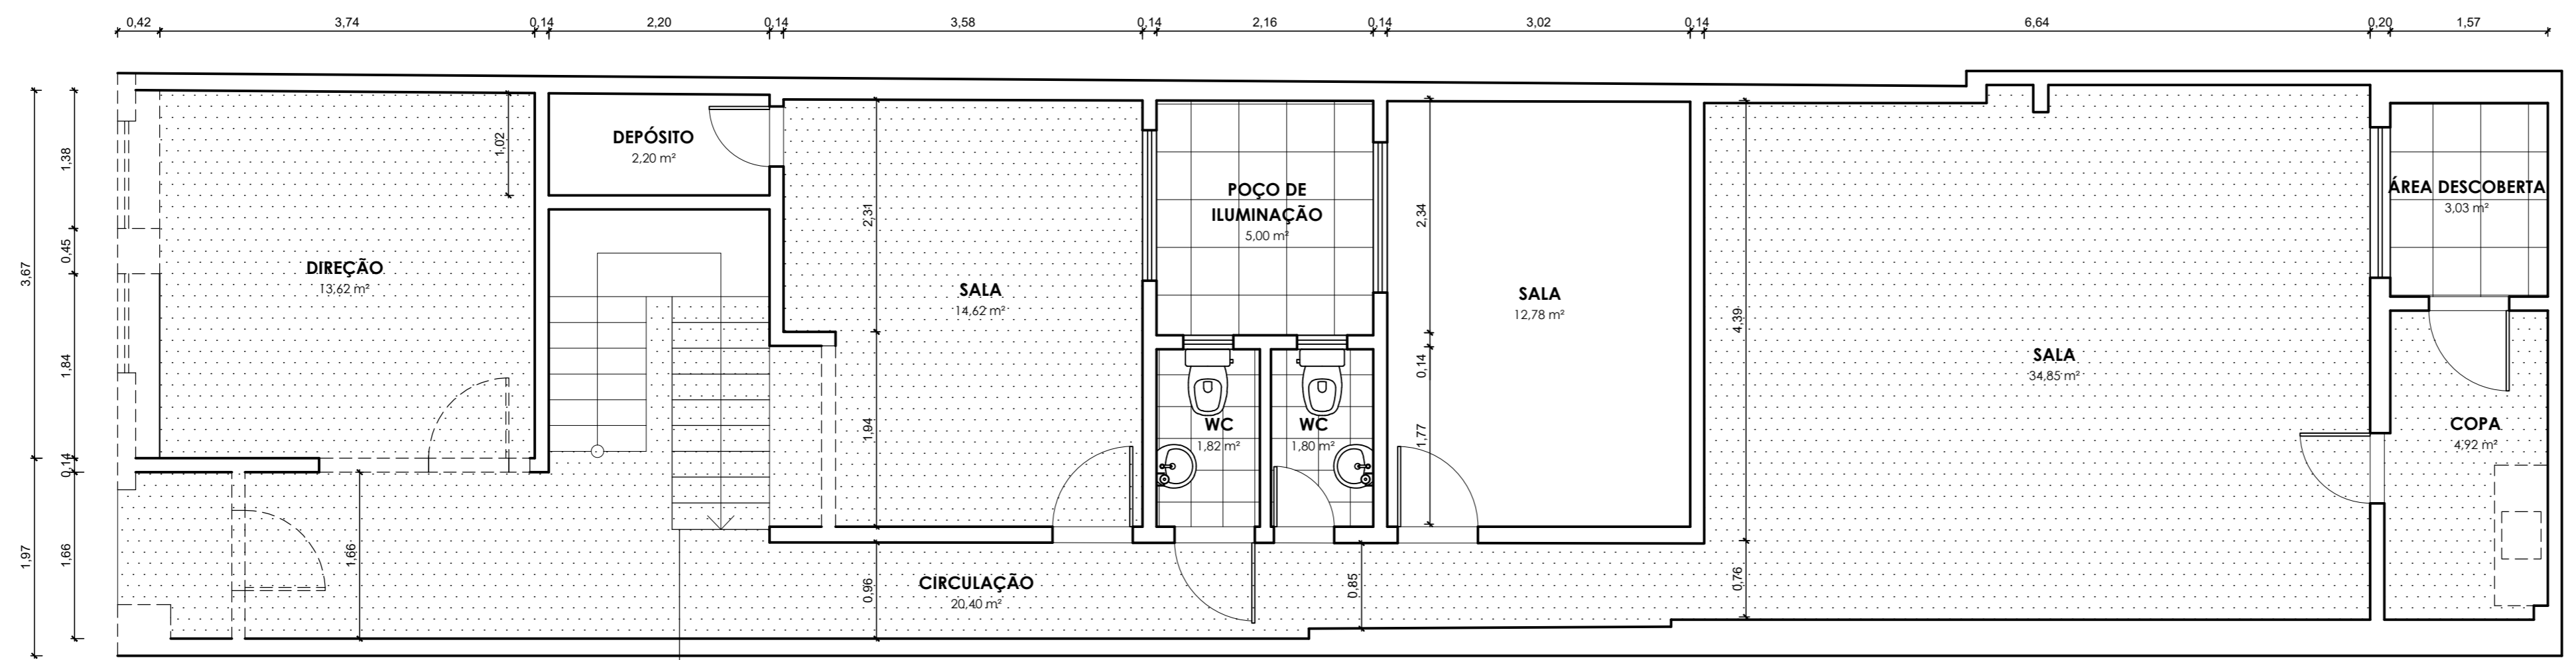 0,42 3,74 0,14 2,20 0,14 3,58 0,14 2,16 0,14 3,02 0,14 6,64 0,20 1,57
3,67
1,97
1,38
0,45
1,84
0,14
1,66
DIREÇÃO
13,62 m²
1,02
1,66
DEPÓSITO
2,20 m²
2,31
1,94
0,96
SALA
14,62 m²
POÇO DE
ILUMINAÇÃO
5,00 m²
WC
1,82 m²
WC
1,80 m²
CIRCULAÇÃO
20,40 m²
0,85
2,34
0,14
1,77
SALA
12,78 m²
4,39
0,76
SALA
34,85 m²
ÁREA DESCOBERTA
3,03 m²
COPA
4,92 m²